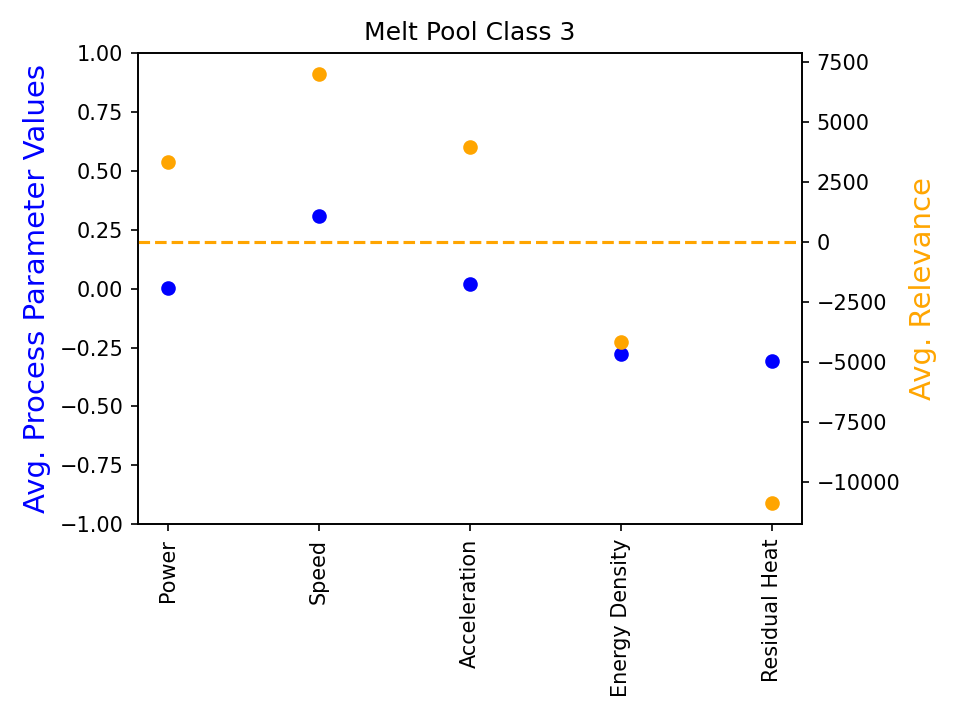 Melt Pool Class 3
Avg. Process Parameter Values
1.00
0.75
0.50
0.25
0.00
−0.25
−0.50
−0.75
−1.00
7500
5000
2500
0
−2500
−5000
−7500
−10000
Avg. Relevance
Power
Speed
Acceleration
Energy Density
Residual Heat